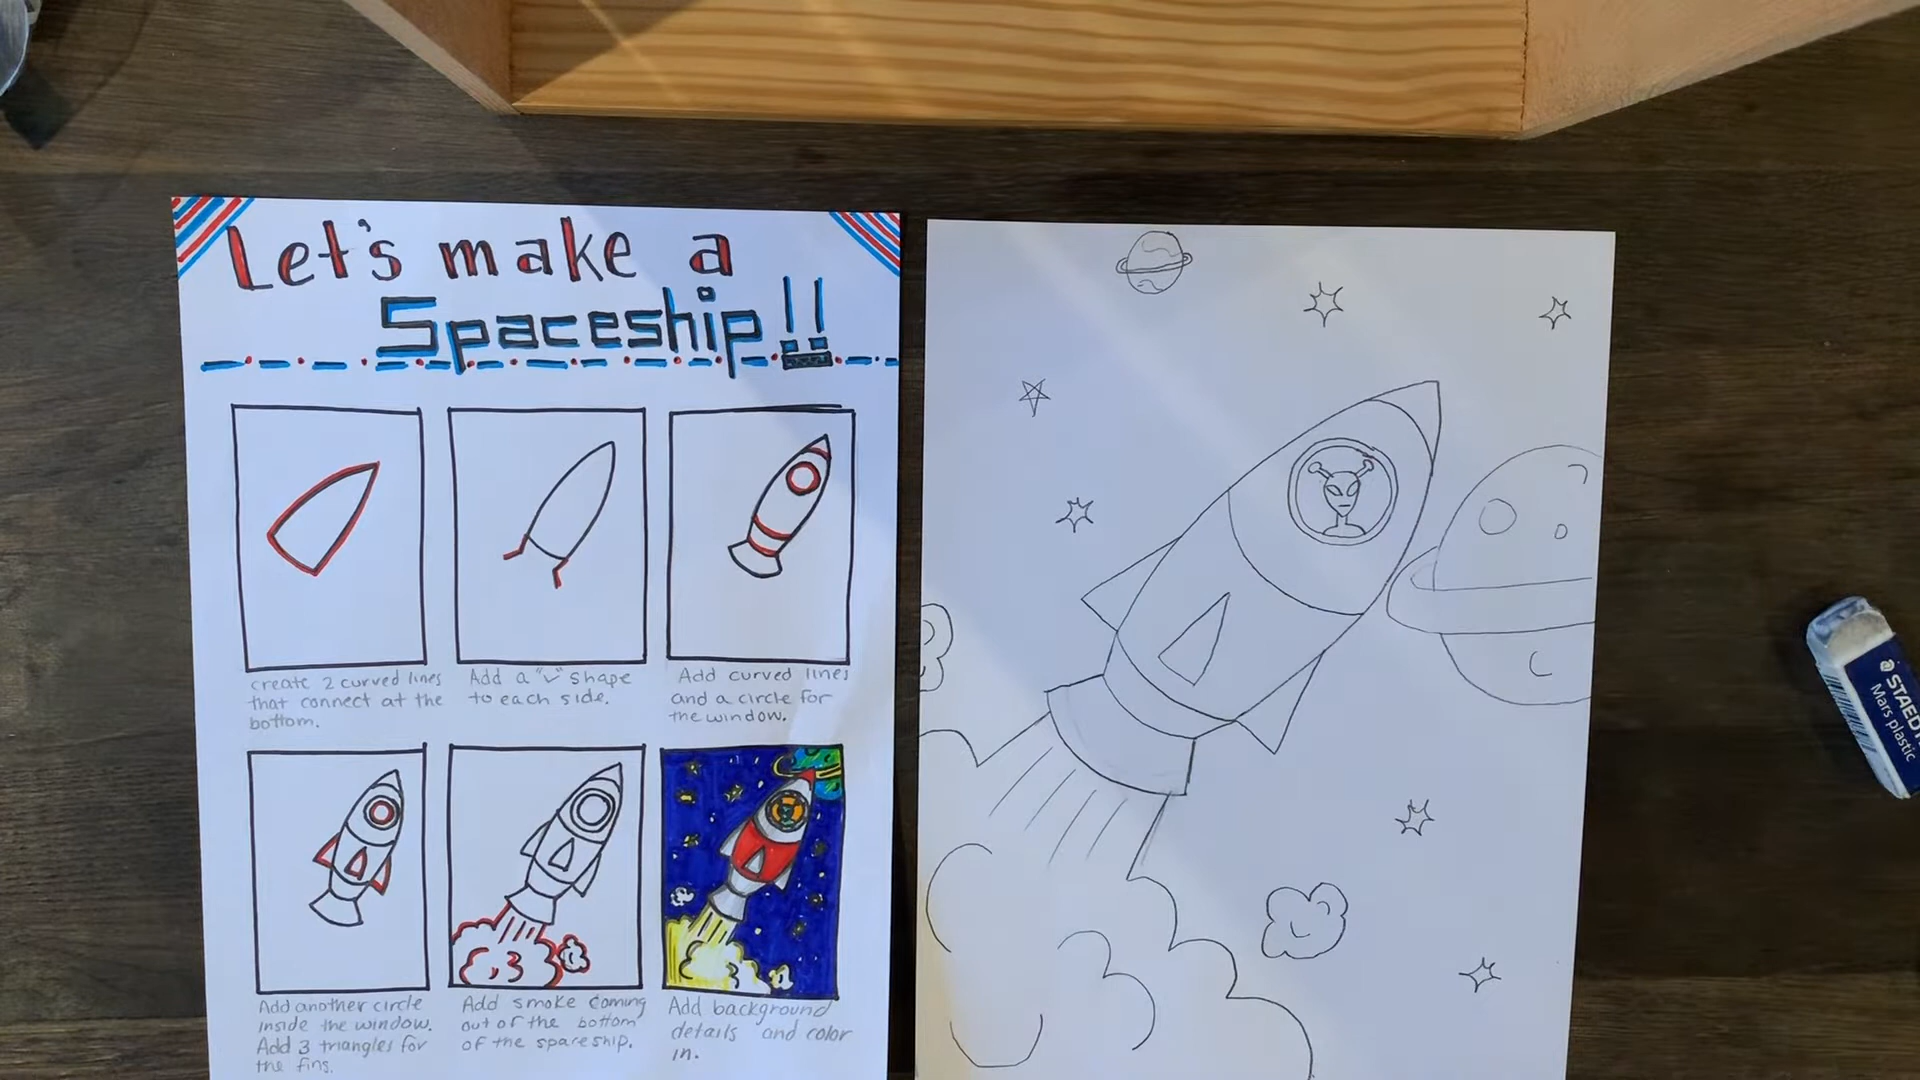 Let's make a
Spaceship!!
create 2 curved lines
that connect at the
bottom.
Add a "v" shape
to each side.
Add curved lines
and a circle for
the window.
Add another circle
inside the window.
Add 3 triangles for
the fins.
Add smoke coming
out of the bottom
of the spaceship.
Add background
details and color
in.
STAEDT
Mars plastic